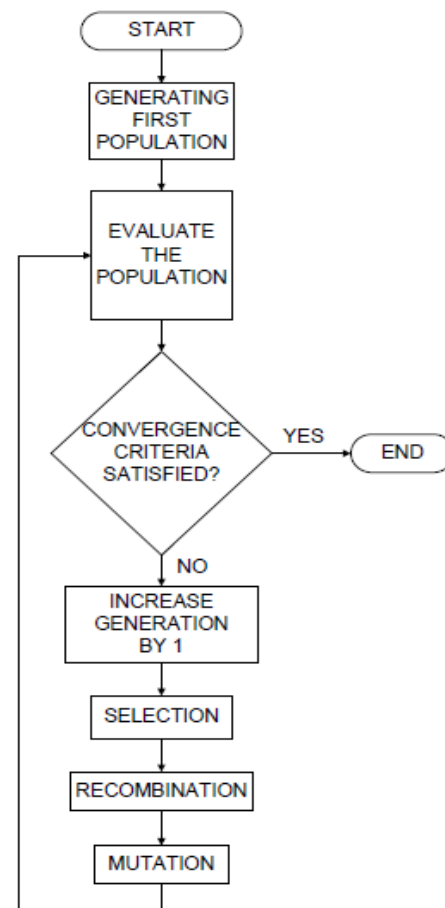 START
GENERATING
FIRST
POPULATION
EVALUATE
THE
POPULATION
CONVERGENCE
CRITERIA
SATISFIED?
YES
END
NO
INCREASE
GENERATION
BY 1
SELECTION
RECOMBINATION
MUTATION